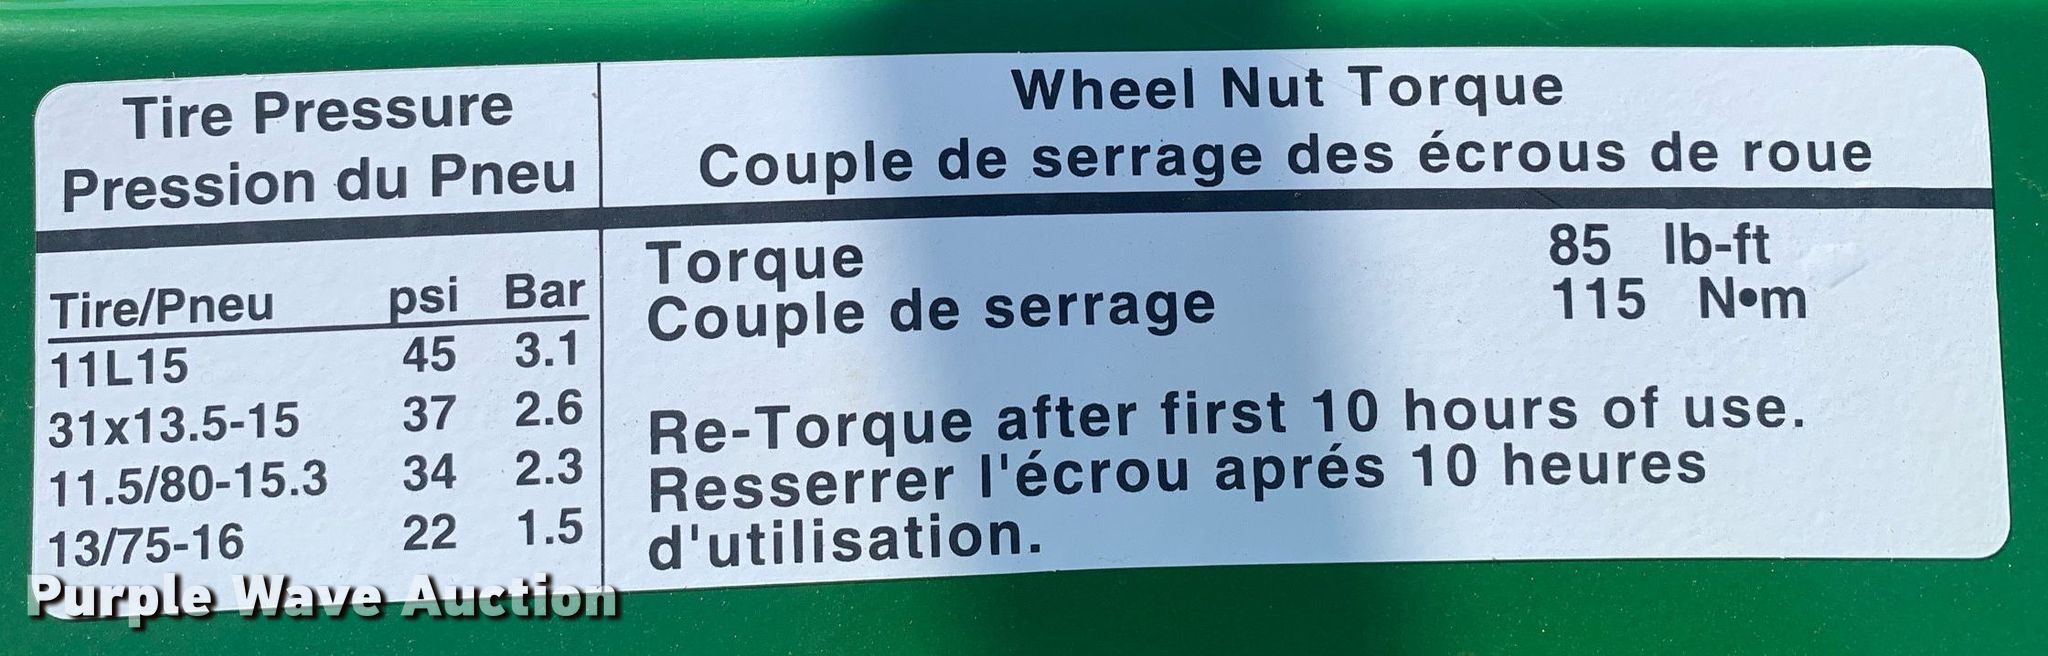 Tire Pressure
Pression du Pneu
Tire/Pneu psi Bar
11L15 45 3.1
31x13.5-15 37 2.6
11.5/80-15.3 34 2.3
13/75-16 22 1.5
Wheel Nut Torque
Couple de serrage des écrous de roue
Torque 85 lb-ft
Couple de serrage 115 N•m
Re-Torque after first 10 hours of use.
Resserrer l'écrou aprés 10 heures
d'utilisation.
Purple Wave Auction